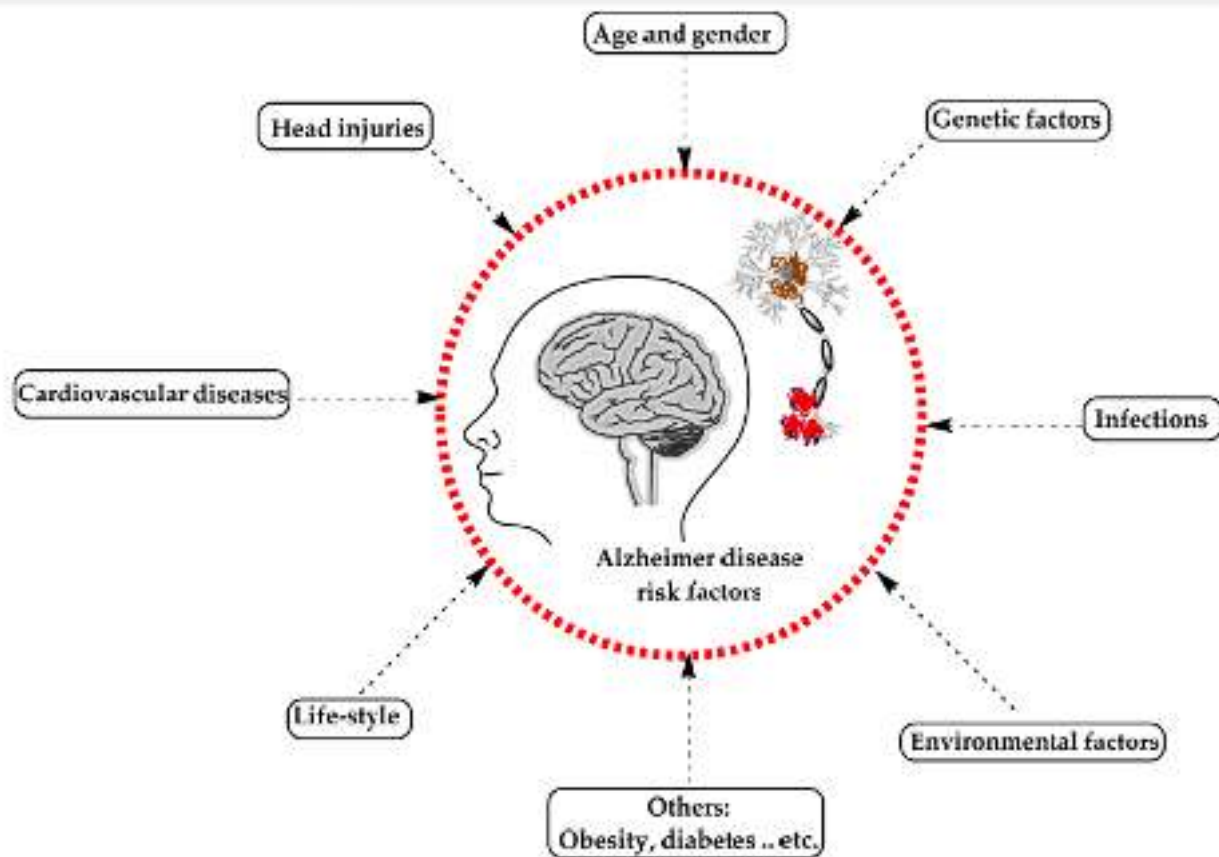 Age and gender
Head injuries
Genetic factors
Cardiovascular diseases
Infections
Alzheimer disease
risk factors
Life-style
Environmental factors
Others:
Obesity, diabetes .. etc.